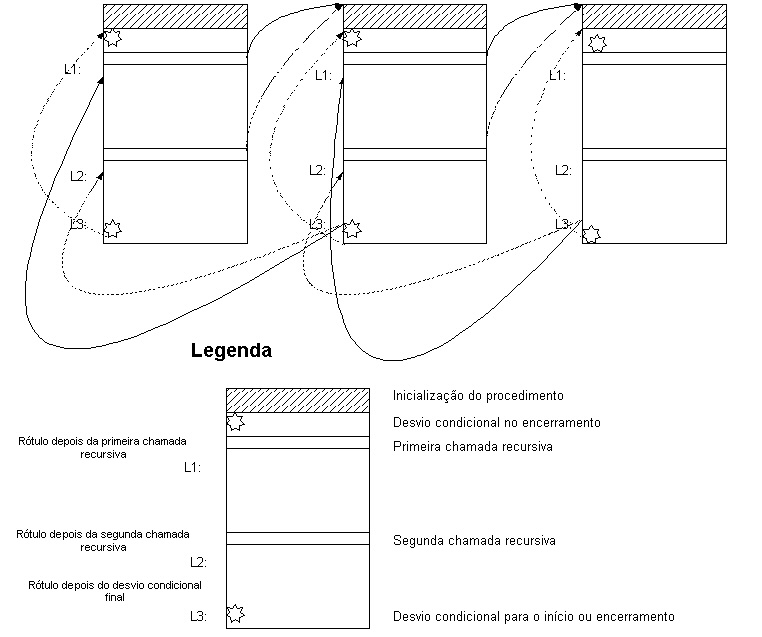 L1:
L1:
L1:
L2:
L2:
L2:
L3:
L3:
L3:
Legenda
Inicialização do procedimento
Desvio condicional no encerramento
Rótulo depois da primeira chamada
recursiva
Primeira chamada recursiva
L1:
Rótulo depois da segunda chamada
recursiva
Segunda chamada recursiva
L2:
Rótulo depois do desvio condicional
final
L3:
Desvio condicional para o início ou encerramento